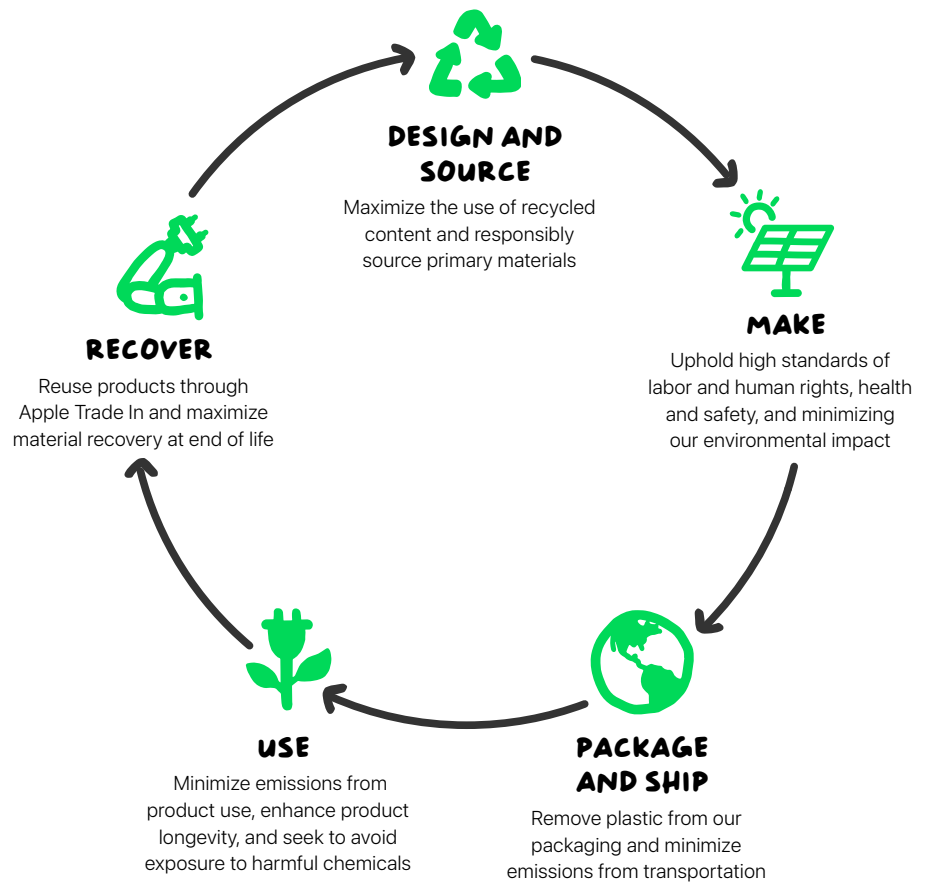 DESIGN AND
SOURCE
Maximize the use of recycled
content and responsibly
source primary materials
MAKE
Uphold high standards of
labor and human rights, health
and safety, and minimizing
our environmental impact
PACKAGE
AND SHIP
Remove plastic from our
packaging and minimize
emissions from transportation
USE
Minimize emissions from
product use, enhance product
longevity, and seek to avoid
exposure to harmful chemicals
RECOVER
Reuse products through
Apple Trade In and maximize
material recovery at end of life